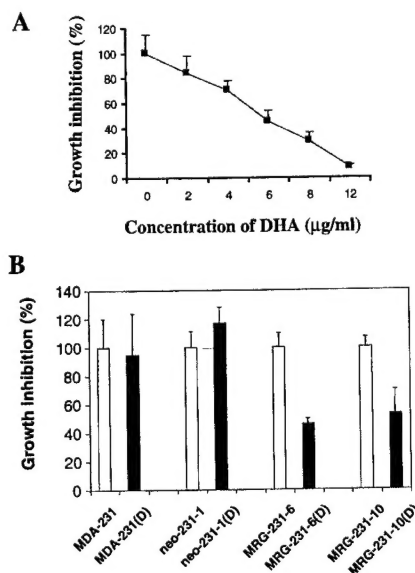 A
Growth inhibition (%)
120
100
80
60
40
20
0
0 2 4 6 8 12
Concentration of DHA (µg/ml)
B
Growth inhibition (%)
140
120
100
80
60
40
20
0
MDA-231
MDA-231(D)
neo-231-1
neo-231-1(D)
MRG-231-6
MRG-231-6(D)
MRG-231-10
MRG-231-10(D)